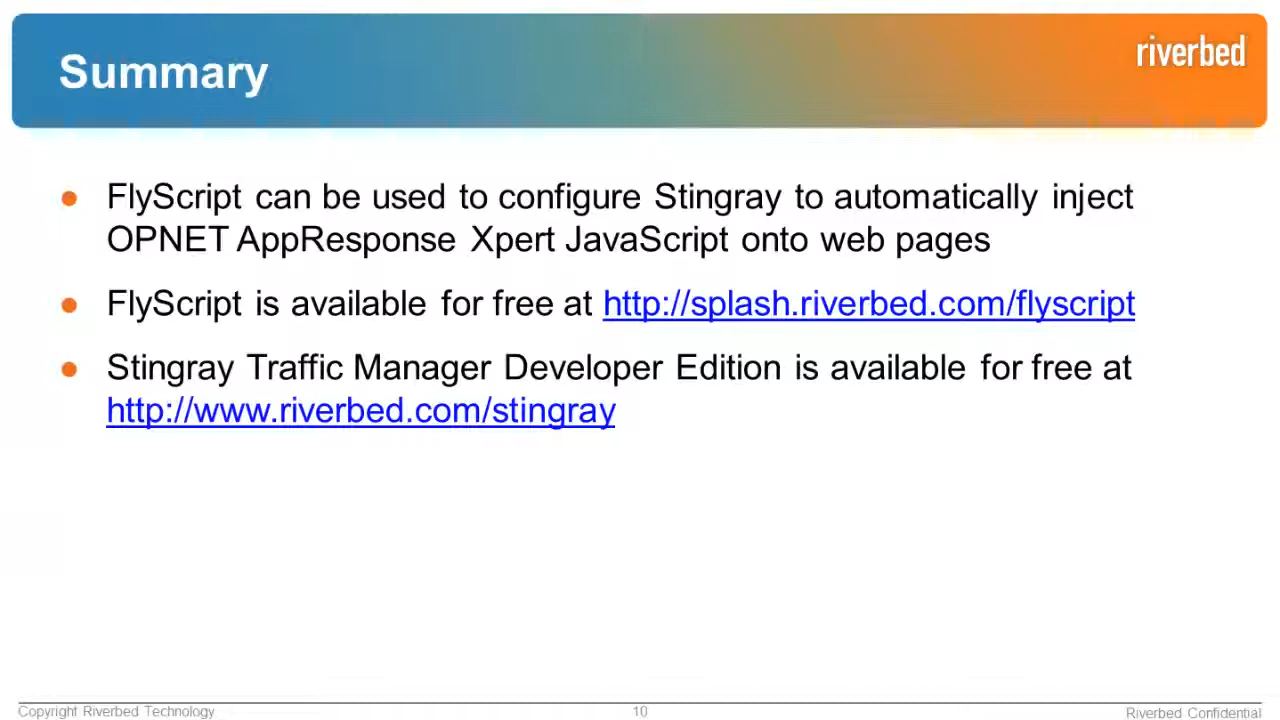 Summary
riverbed
FlyScript can be used to configure Stingray to automatically inject
OPNET AppResponse Xpert JavaScript onto web pages
FlyScript is available for free at http://splash.riverbed.com/flyscript
Stingray Traffic Manager Developer Edition is available for free at
http://www.riverbed.com/stingray
Copyright Riverbed Technology
10
Riverbed Confidential